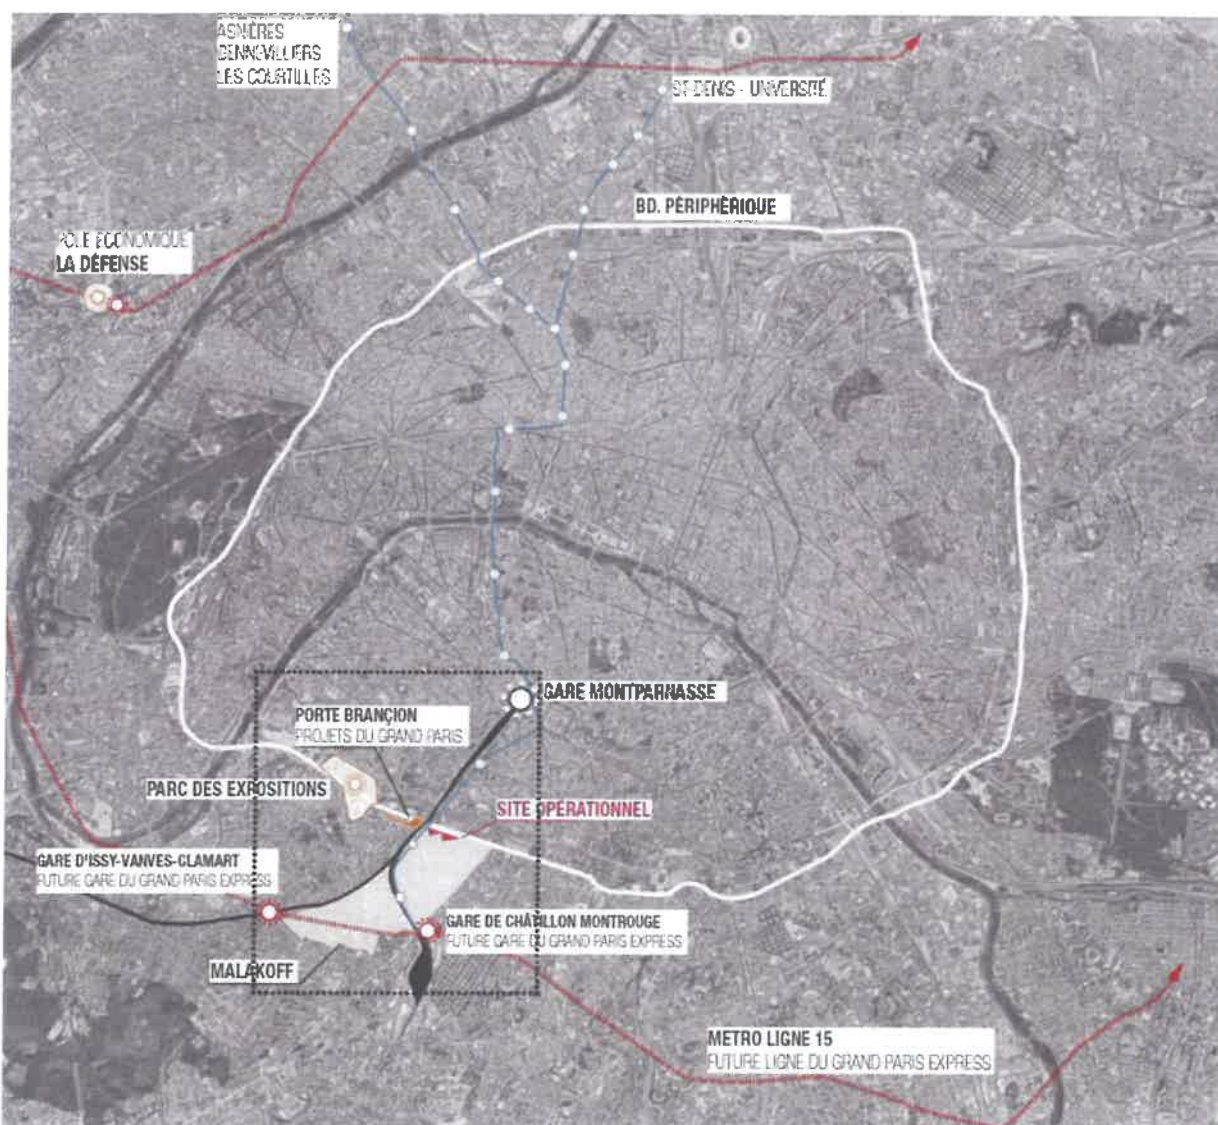 ASNIÈRES
GENNEVILLIERS
LES COURTILLES
ST-DENIS - UNIVERSITÉ
BD. PÉRIPHÉRIQUE
PÔLE ÉCONOMIQUE
LA DÉFENSE
GARE MONTPARNASSE
PORTE BRANÇION
PROJETS DU GRAND PARIS
PARC DES EXPOSITIONS
SITE OPÉRATIONNEL
GARE D'ISSY-VANVES-CLAMART
FUTURE GARE DU GRAND PARIS EXPRESS
GARE DE CHÂTILLON MONTROUGE
FUTURE GARE DU GRAND PARIS EXPRESS
MALAKOFF
METRO LIGNE 15
FUTURE LIGNE DU GRAND PARIS EXPRESS